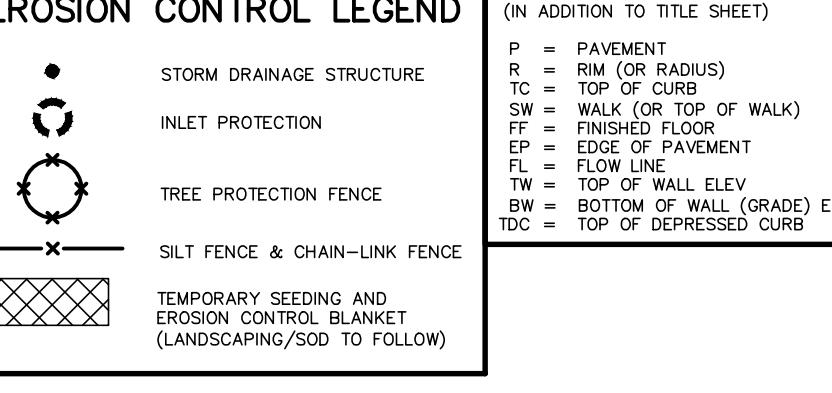 EROSION CONTROL LEGEND
STORM DRAINAGE STRUCTURE
INLET PROTECTION
TREE PROTECTION FENCE
SILT FENCE & CHAIN-LINK FENCE
TEMPORARY SEEDING AND
EROSION CONTROL BLANKET
(LANDSCAPING/SOD TO FOLLOW)
(IN ADDITION TO TITLE SHEET)
P = PAVEMENT
R = RIM (OR RADIUS)
TC = TOP OF CURB
SW = WALK (OR TOP OF WALK)
FF = FINISHED FLOOR
EP = EDGE OF PAVEMENT
FL = FLOW LINE
TW = TOP OF WALL ELEV
BW = BOTTOM OF WALL (GRADE) E
TDC = TOP OF DEPRESSED CURB